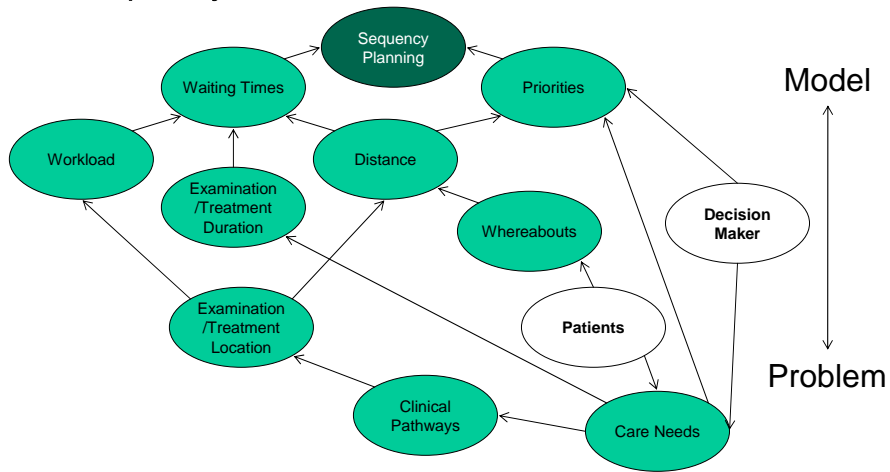 Sequency
Planning
Waiting Times
Priorities
Model
Workload
Distance
Examination
/Treatment
Duration
Whereabouts
Decision
Maker
Examination
/Treatment
Location
Patients
Problem
Clinical
Pathways
Care Needs